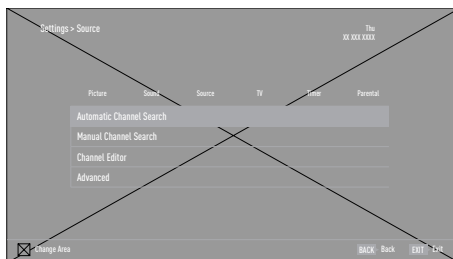 Settings > Source
Thu
XX XXX XXXX
Picture Sound Source TV Timer Parental
Automatic Channel Search
Manual Channel Search
Channel Editor
Advanced
Change Area BACK Back EXIT Exit